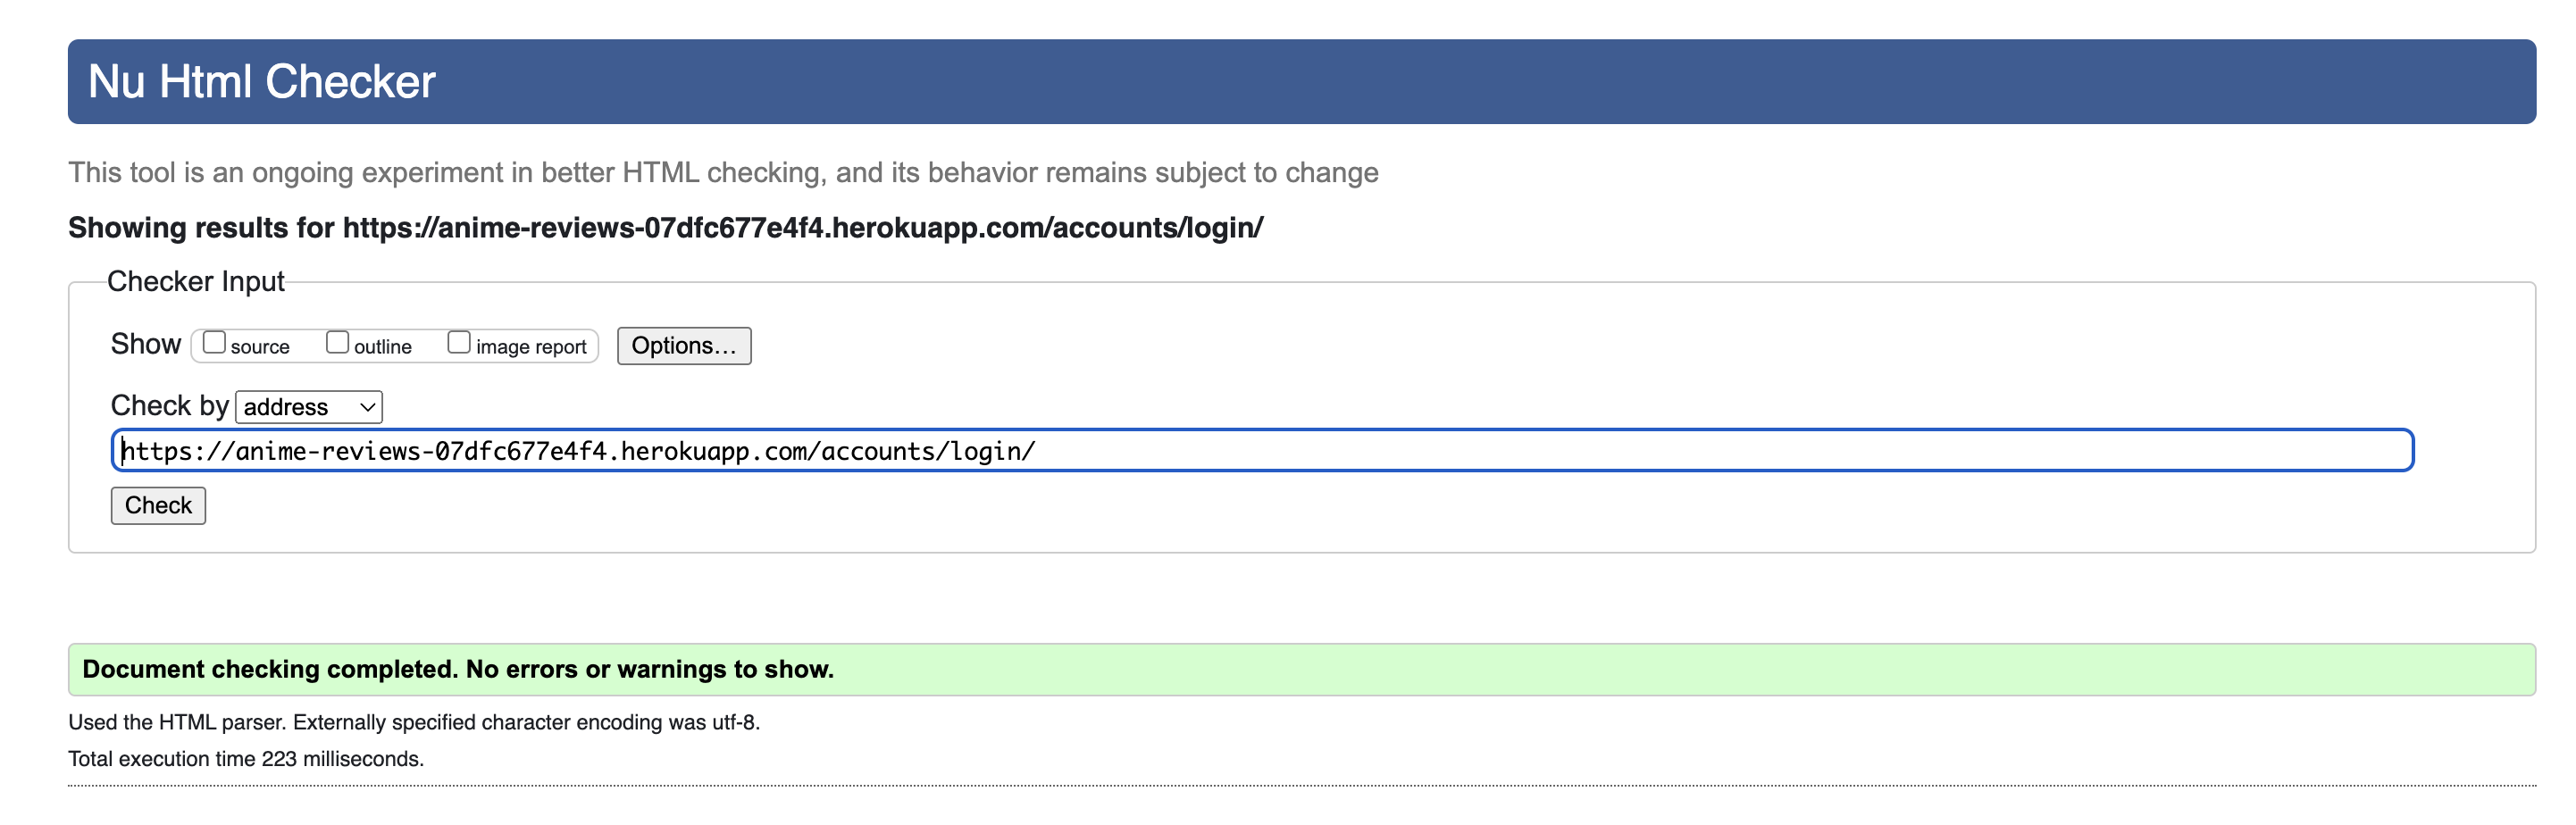 Nu Html Checker
This tool is an ongoing experiment in better HTML checking, and its behavior remains subject to change
Showing results for https://anime-reviews-07dfc677e4f4.herokuapp.com/accounts/login/
Checker Input
Show source outline image report Options…
Check by address
https://anime-reviews-07dfc677e4f4.herokuapp.com/accounts/login/
Check
Document checking completed. No errors or warnings to show.
Used the HTML parser. Externally specified character encoding was utf-8.
Total execution time 223 milliseconds.